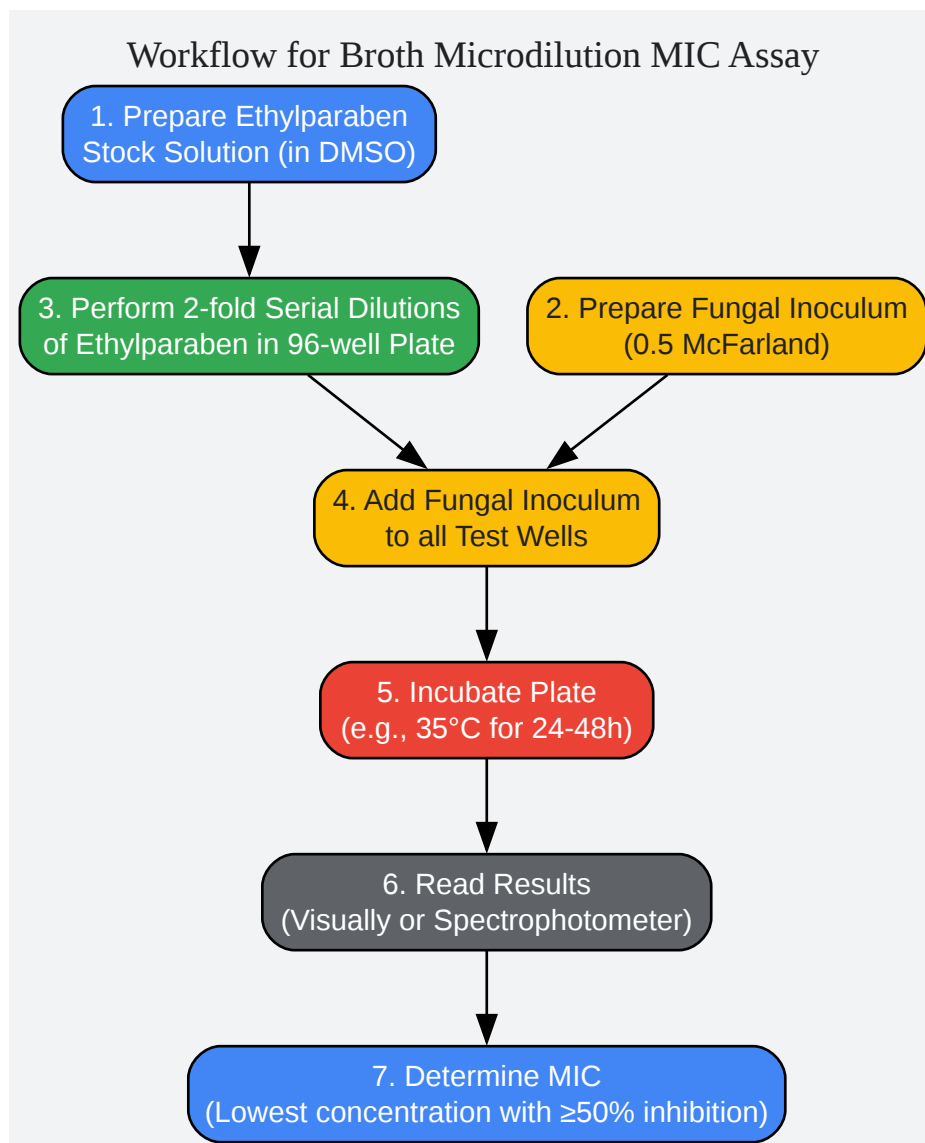 Workflow for Broth Microdilution MIC Assay
1. Prepare Ethylparaben
Stock Solution (in DMSO)
3. Perform 2-fold Serial Dilutions
of Ethylparaben in 96-well Plate
2. Prepare Fungal Inoculum
(0.5 McFarland)
4. Add Fungal Inoculum
to all Test Wells
5. Incubate Plate
(e.g., 35°C for 24-48h)
6. Read Results
(Visually or Spectrophotometer)
7. Determine MIC
(Lowest concentration with ≥50% inhibition)